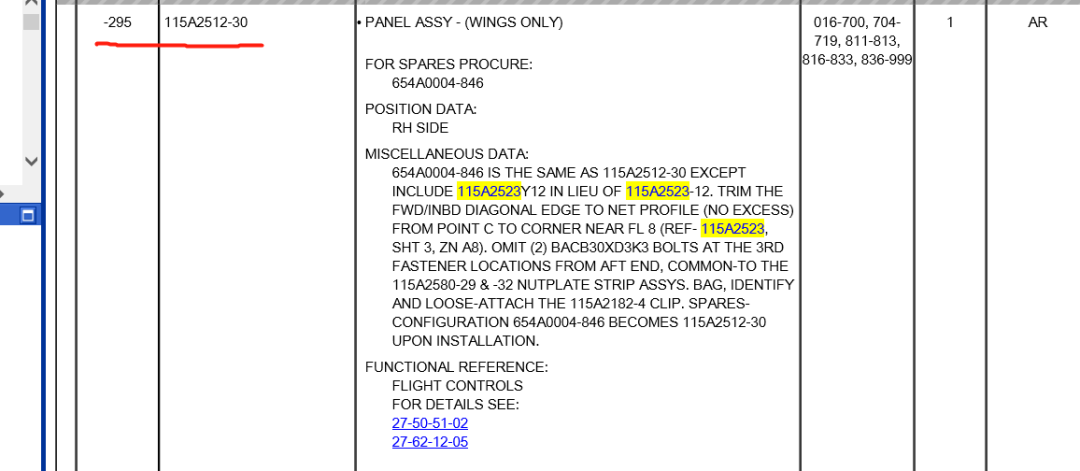 -295 115A2512-30 • PANEL ASSY - (WINGS ONLY) 016-700, 704- 1 AR
719, 811-813,
816-833, 836-999
FOR SPARES PROCURE:
654A0004-846
POSITION DATA:
RH SIDE
MISCELLANEOUS DATA:
654A0004-846 IS THE SAME AS 115A2512-30 EXCEPT
INCLUDE 115A2523Y12 IN LIEU OF 115A2523-12. TRIM THE
FWD/INBD DIAGONAL EDGE TO NET PROFILE (NO EXCESS)
FROM POINT C TO CORNER NEAR FL 8 (REF- 115A2523,
SHT 3, ZN A8). OMIT (2) BACB30XD3K3 BOLTS AT THE 3RD
FASTENER LOCATIONS FROM AFT END, COMMON-TO THE
115A2580-29 & -32 NUTPLATE STRIP ASSYS. BAG, IDENTIFY
AND LOOSE-ATTACH THE 115A2182-4 CLIP. SPARES-
CONFIGURATION 654A0004-846 BECOMES 115A2512-30
UPON INSTALLATION.
FUNCTIONAL REFERENCE:
FLIGHT CONTROLS
FOR DETAILS SEE:
27-50-51-02
27-62-12-05